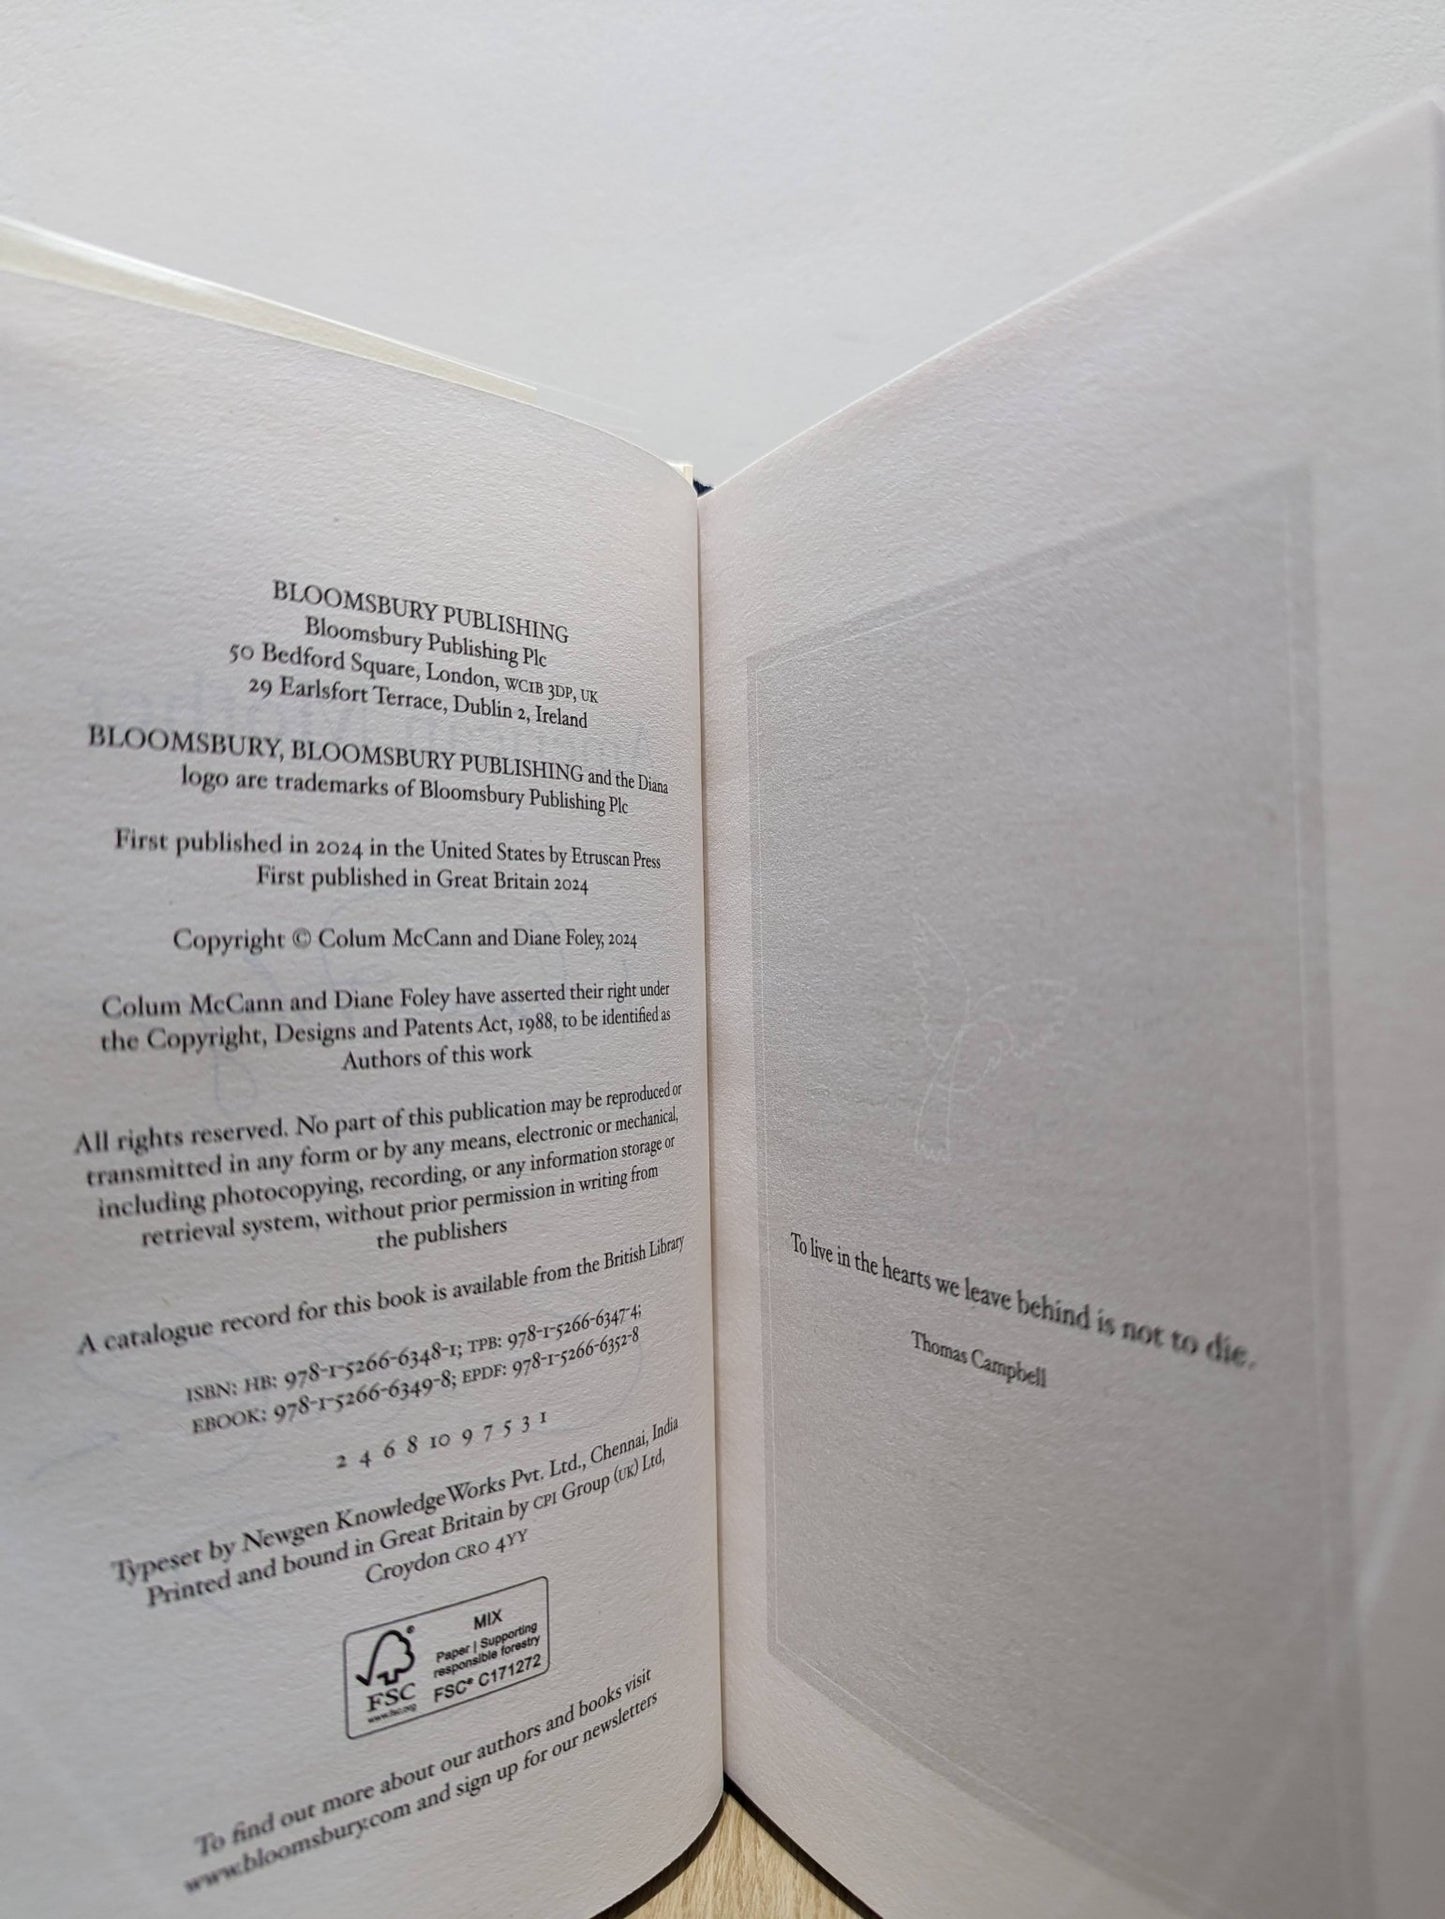 BLOOMSBURY PUBLISHING
Bloomsbury Publishing Plc
50 Bedford Square, London, WC1B 3DP, UK
29 Earlsfort Terrace, Dublin 2, Ireland
BLOOMSBURY, BLOOMSBURY PUBLISHING and the Diana
logo are trademarks of Bloomsbury Publishing Plc
First published in 2024 in the United States by Etruscan Press
First published in Great Britain 2024
Copyright © Colum McCann and Diane Foley, 2024
Colum McCann and Diane Foley have asserted their right under
the Copyright, Designs and Patents Act, 1988, to be identified as
Authors of this work
All rights reserved. No part of this publication may be reproduced or
transmitted in any form or by any means, electronic or mechanical,
including photocopying, recording, or any information storage or
retrieval system, without prior permission in writing from
the publishers
A catalogue record for this book is available from the British Library
ISBN: HB: 978-1-5266-6348-1; TPB: 978-1-5266-6347-4;
EBOOK: 978-1-5266-6349-8; EPDF: 978-1-5266-6352-8
2 4 6 8 10 9 7 5 3 1
Typeset by Newgen KnowledgeWorks Pvt. Ltd., Chennai, India
Printed and bound in Great Britain by CPI Group (UK) Ltd,
Croydon CR0 4YY
MIX
Paper | Supporting
responsible forestry
FSC® C171272
FSC
www.fsc.org
To find out more about our authors and books visit
www.bloomsbury.com and sign up for our newsletters
To live in the hearts we leave behind is not to die.
Thomas Campbell